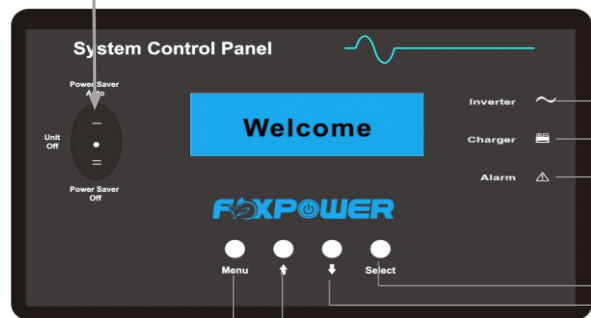 System Control Panel
Power Saver
Auto
Unit
Off
Power Saver
Off
Welcome
Inverter
Charger
Alarm
FOXPOWER
Menu
Select